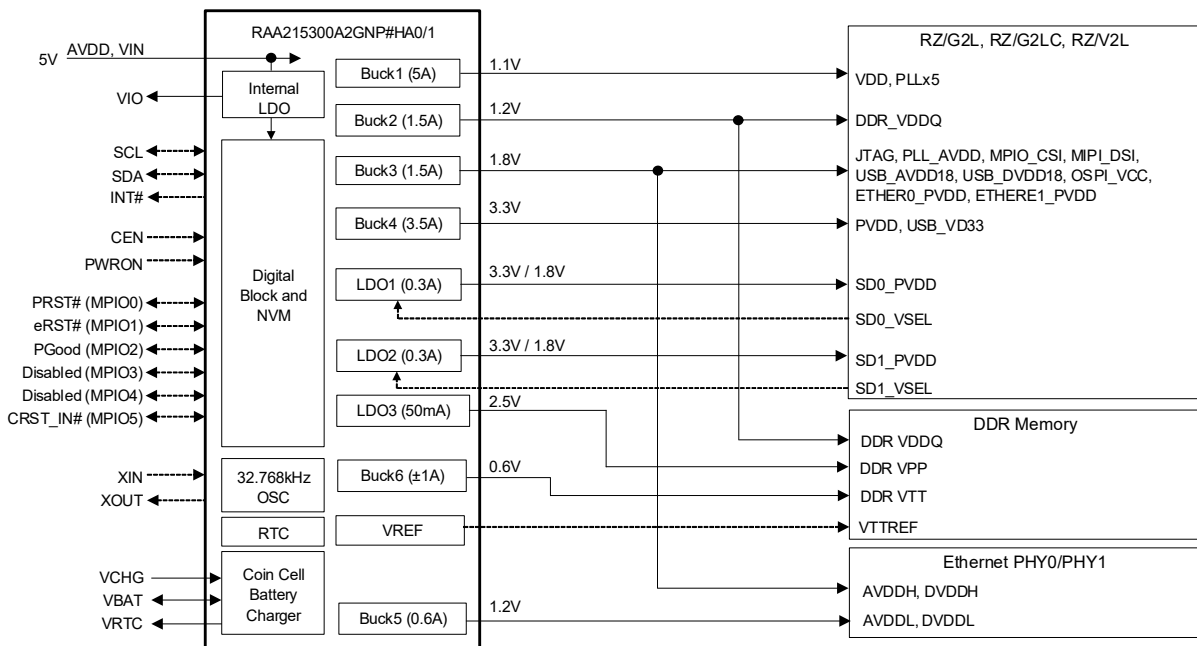 RAA215300A2GNP#HA0/1
5V
AVDD, VIN
Internal
LDO
VIO
SCL
SDA
INT#
CEN
PWRON
PRST# (MPIO0)
eRST# (MPIO1)
PGood (MPIO2)
Disabled (MPIO3)
Disabled (MPIO4)
CRST_IN# (MPIO5)
XIN
XOUT
VCHG
VBAT
VRTC
Digital
Block and
NVM
32.768kHz
OSC
RTC
Coin Cell
Battery
Charger
Buck1 (5A)
Buck2 (1.5A)
Buck3 (1.5A)
Buck4 (3.5A)
LDO1 (0.3A)
LDO2 (0.3A)
LDO3 (50mA)
Buck6 (±1A)
VREF
Buck5 (0.6A)
1.1V
1.2V
1.8V
3.3V
3.3V / 1.8V
3.3V / 1.8V
2.5V
0.6V
1.2V
RZ/G2L, RZ/G2LC, RZ/V2L
VDD, PLLx5
DDR_VDDQ
JTAG, PLL_AVDD, MPIO_CSI, MIPI_DSI,
USB_AVDD18, USB_DVDD18, OSPI_VCC,
ETHER0_PVDD, ETHERE1_PVDD
PVDD, USB_VD33
SD0_PVDD
SD0_VSEL
SD1_PVDD
SD1_VSEL
DDR Memory
DDR VDDQ
DDR VPP
DDR VTT
VTTREF
Ethernet PHY0/PHY1
AVDDH, DVDDH
AVDDL, DVDDL